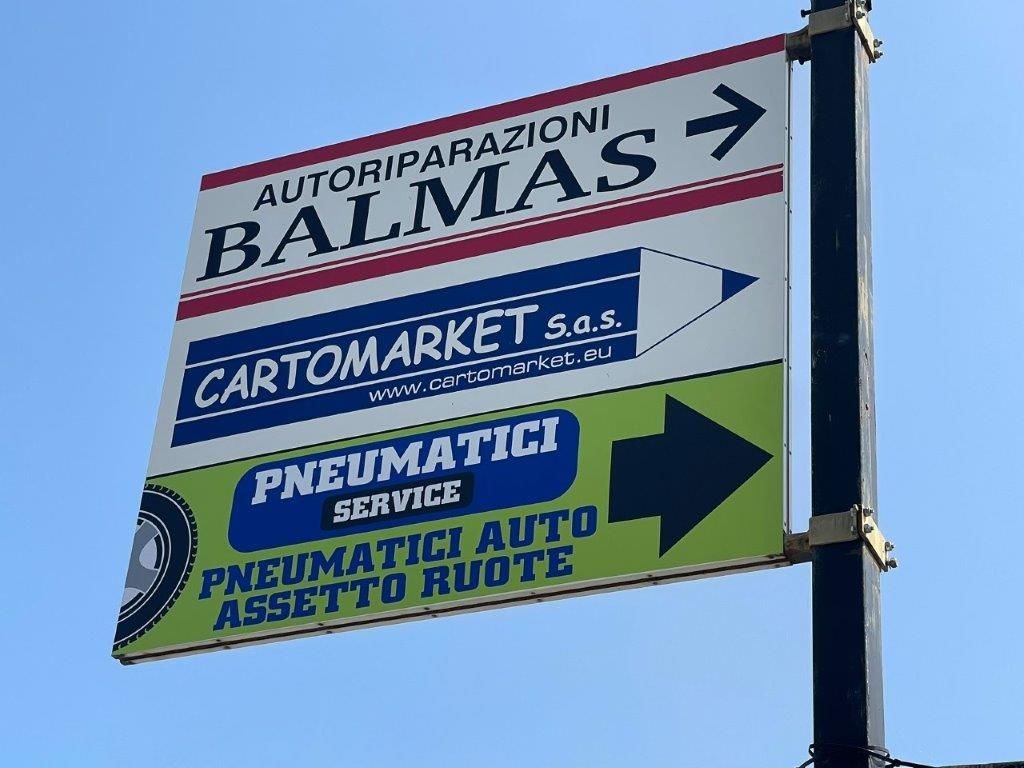 AUTORIPARAZIONI
BALMAS
CARTOMARKET S.a.s.
www.cartomarket.eu
PNEUMATICI
SERVICE
PNEUMATICI AUTO
ASSETTO RUOTE